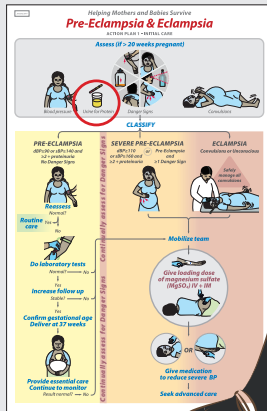 Helping Mothers and Babies Survive
Pre-Eclampsia & Eclampsia
ACTION PLAN 1 • INITIAL CARE
Assess (if > 20 weeks pregnant)
Blood pressure
Urine for Protein
Danger Signs
Convulsion
CLASSIFY
PRE-ECLAMPSIA
dBP≥90 or sBP≥140 and
≥2 + proteinuria
No Danger Signs
Reassess
Normal?
Routine
care
Yes
No
Do laboratory tests
Normal?
No
Yes
Increase follow up
Stable?
No
Yes
Confirm gestational age
Deliver at 37 weeks
Provide essential care
Continue to monitor
Result normal?
No
Continually assess for Danger Signs
Continually assess for Danger Signs
SEVERE PRE-ECLAMPSIA
dBP≥110
or sBP≥160 and
≥2 + proteinuria
or
Pre-Eclampsia
and
≥1 Danger Sign
ECLAMPSIA
Convulsions or Unconscious
Safely
manage all
convulsions
Mobilize team
Give loading dose
of magnesium sulfate
(MgSO₄) IV + IM
OR
Give medication
to reduce severe BP
Seek advanced care